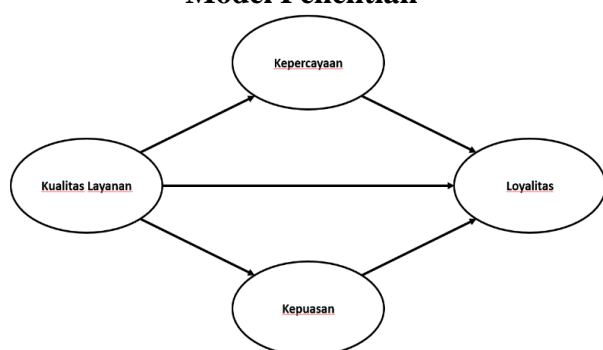 Model Penelitian
Kepercayaan
Kualitas Layanan
Loyalitas
Kepuasan